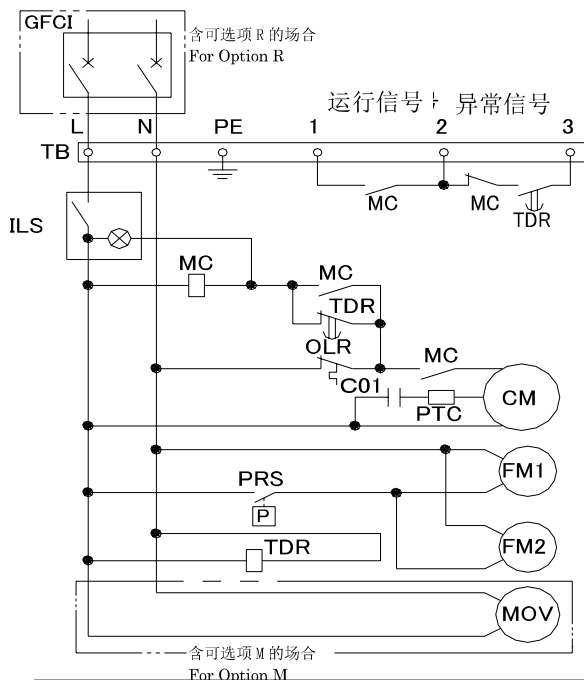 GFCI
含可选项 R 的场合
For Option R
运行信号 异常信号
L N PE 1 2 3
TB
MC MC TDR
ILS
MC MC
TDR
OLR
MC
C01 PTC CM
FM1
PRS
P
FM2
TDR
MOV
含可选项 M 的场合
For Option M